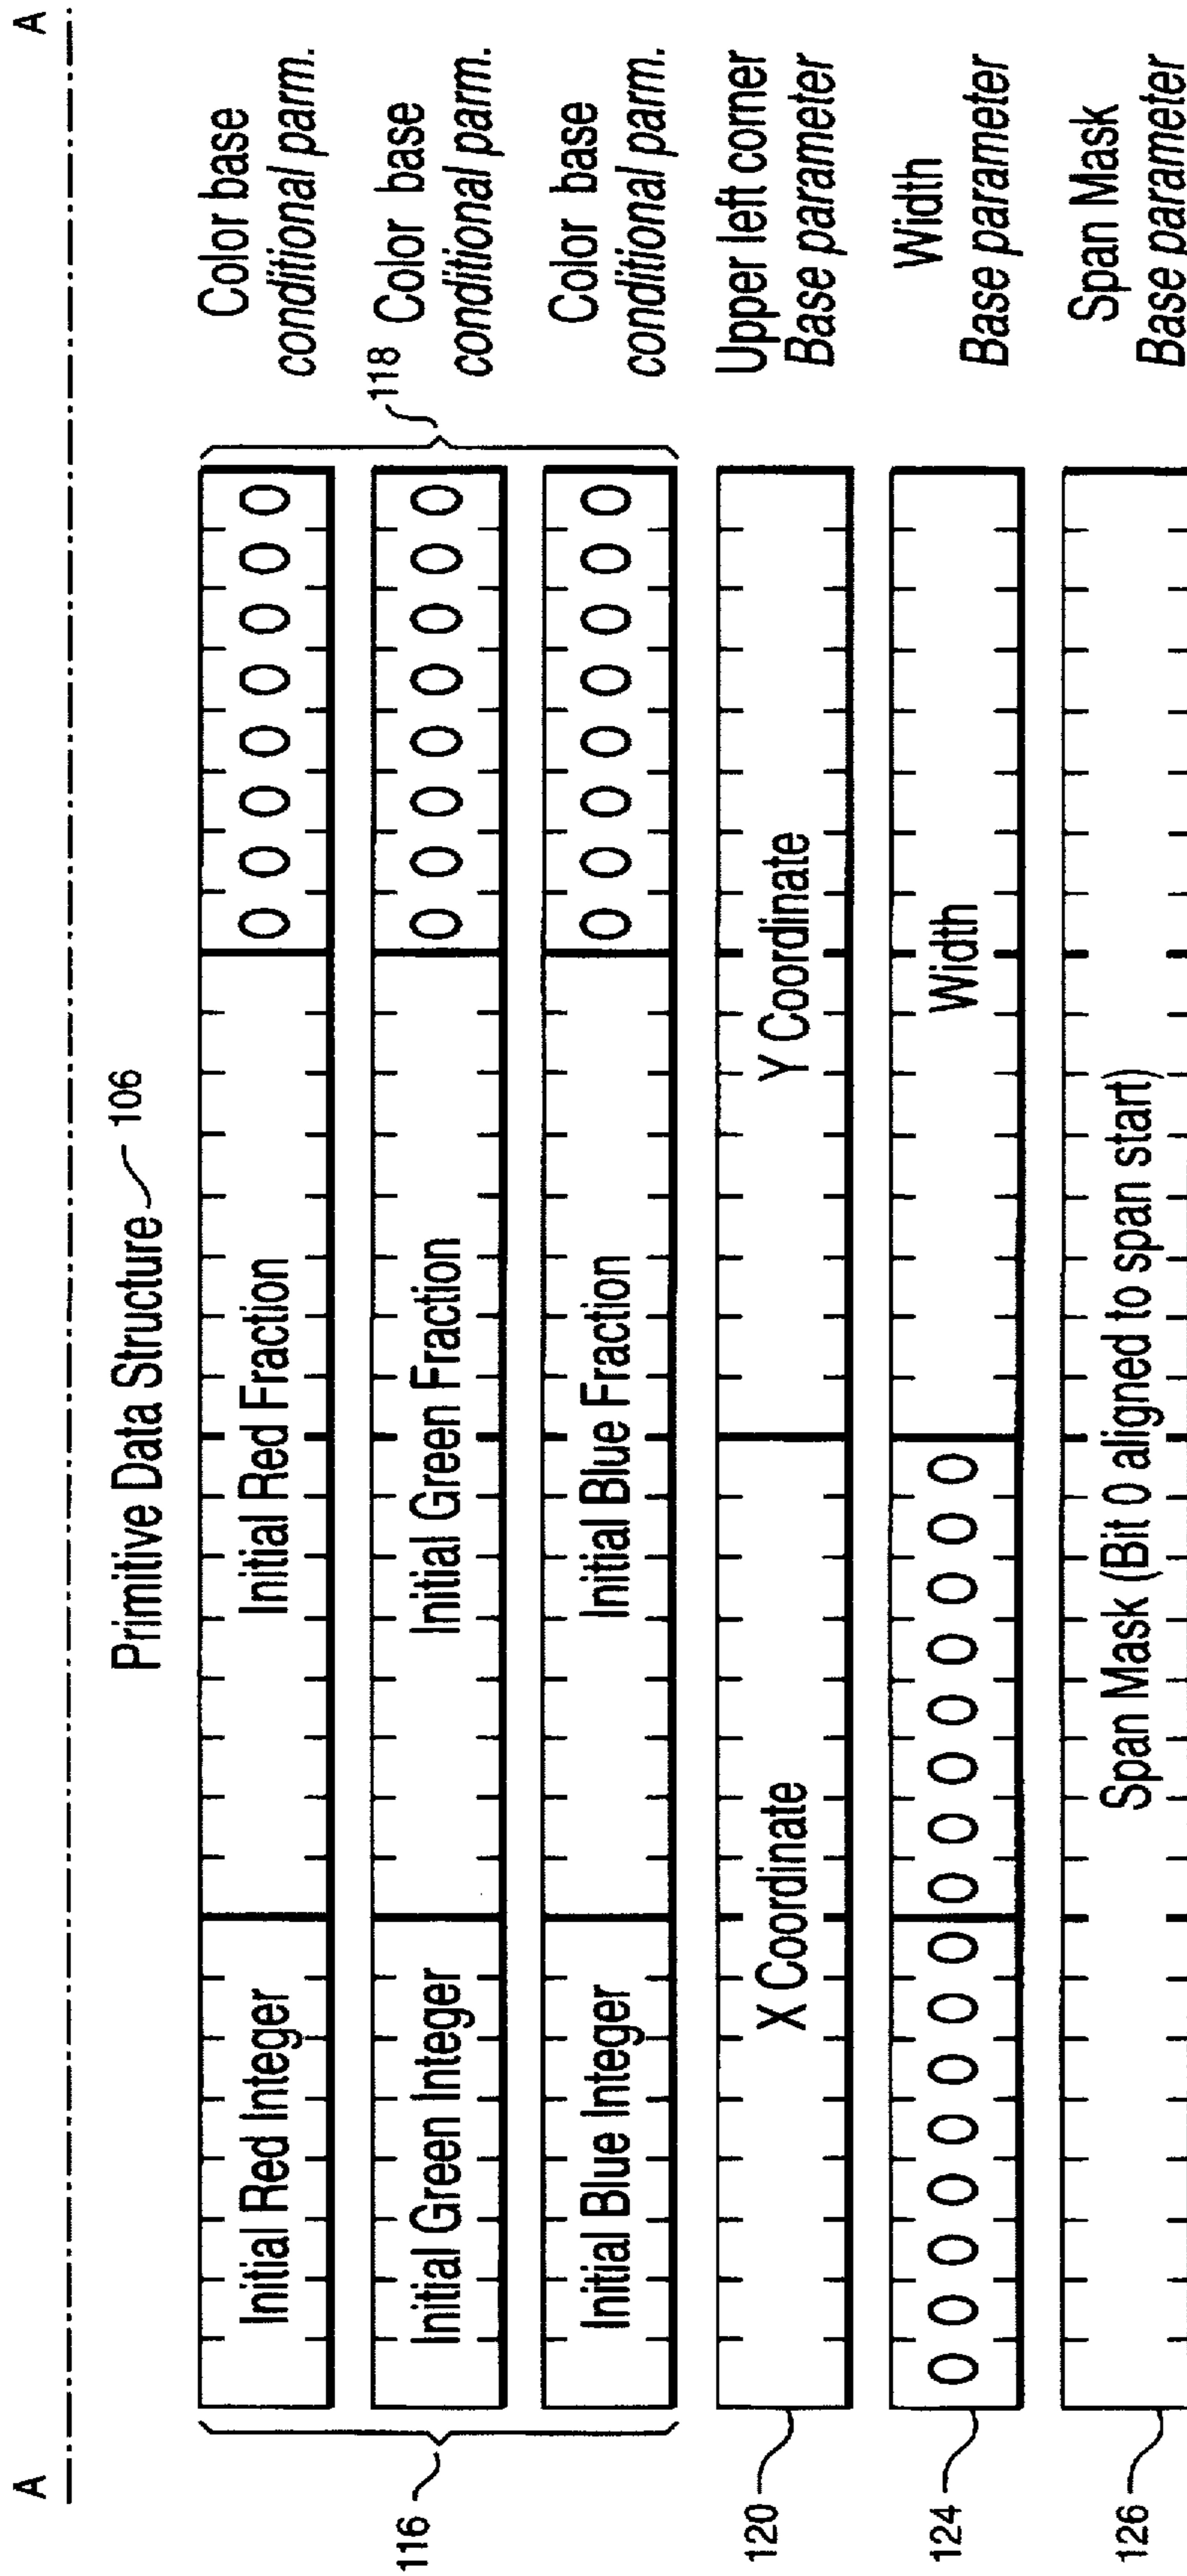 A A
Primitive Data Structure 106
Initial Red Integer Initial Red Fraction 0 0 0 0 0 0 0 0 Color base
conditional parm.
116 Initial Green Integer Initial Green Fraction 0 0 0 0 0 0 0 0 118 Color base
conditional parm.
Initial Blue Integer Initial Blue Fraction 0 0 0 0 0 0 0 0 Color base
conditional parm.
120 X Coordinate Y Coordinate Upper left corner
Base parameter
124 0 0 0 0 0 0 0 0 0 0 0 0 0 0 0 0 Width Width
Base parameter
126 Span Mask (Bit 0 aligned to span start) Span Mask
Base parameter